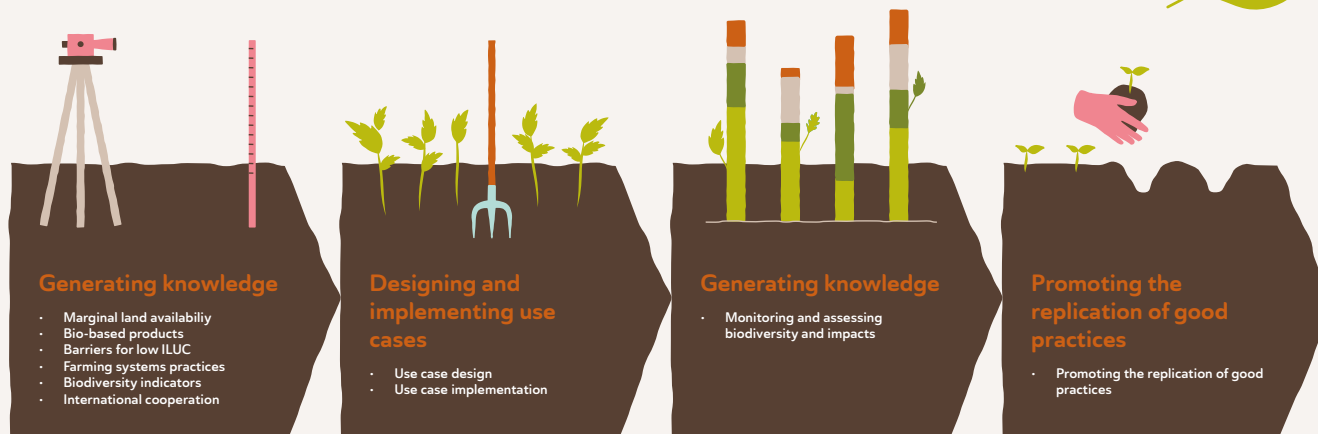 Generating knowledge
· Marginal land availabiliy
· Bio-based products
· Barriers for low ILUC
· Farming systems practices
· Biodiversity indicators
· International cooperation
Designing and
implementing use
cases
· Use case design
· Use case implementation
Generating knowledge
· Monitoring and assessing
biodiversity and impacts
Promoting the
replication of good
practices
· Promoting the replication of good
practices